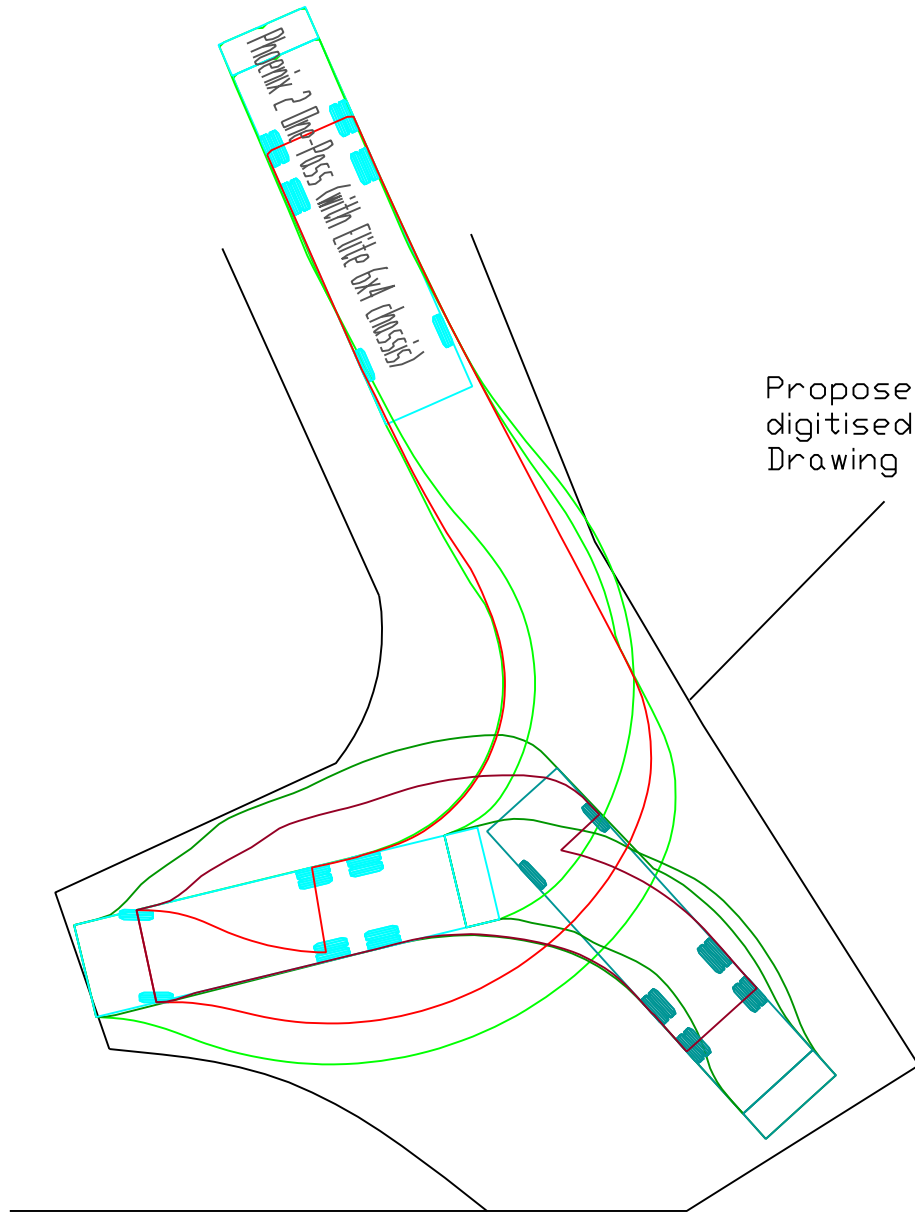 Phoenix 2 One-Pass (with Elite 6x4 chassis)
Propose
digitised
Drawing